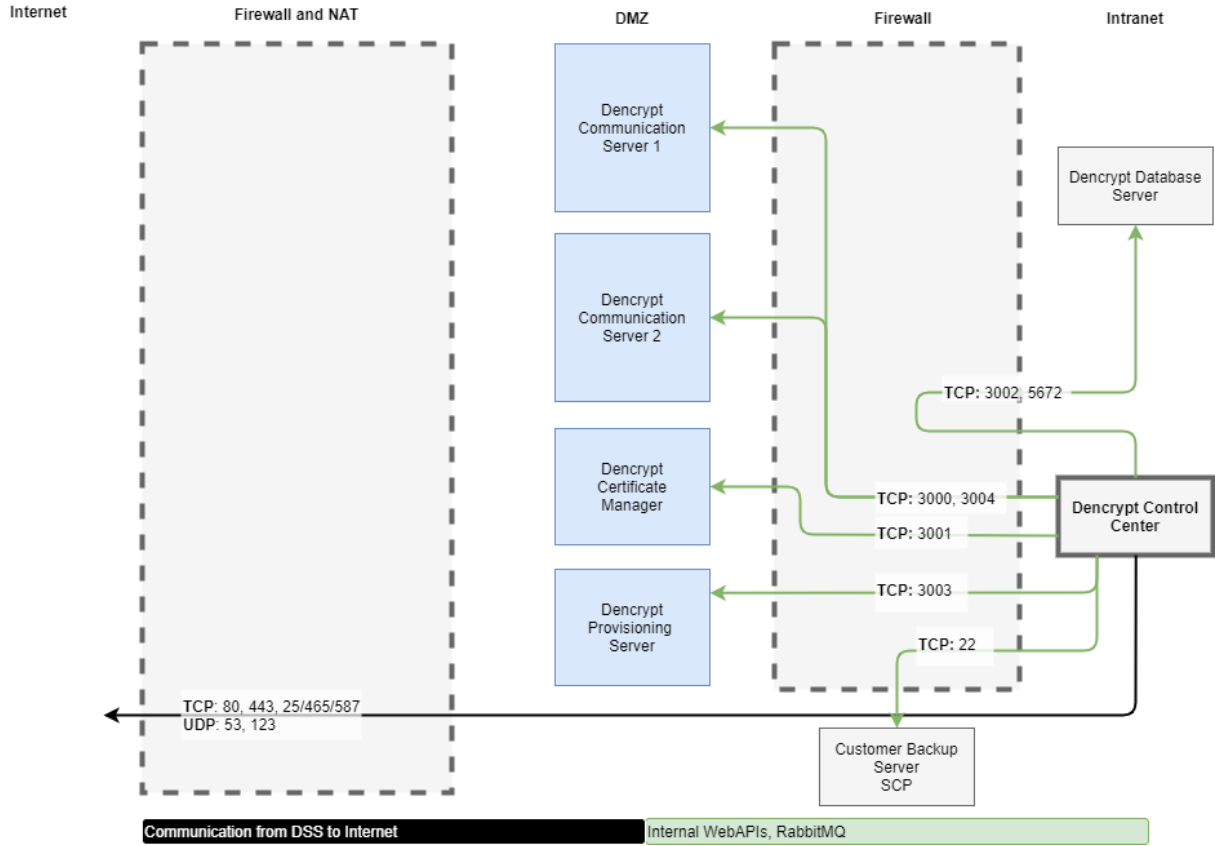 Internet
Firewall and NAT
DMZ
Firewall
Intranet
Dencrypt
Communication
Server 1
Dencrypt Database
Server
Dencrypt
Communication
Server 2
TCP: 3002, 5672
Dencrypt
Certificate
Manager
TCP: 3000, 3004
TCP: 3001
Dencrypt Control
Center
Dencrypt
Provisioning
Server
TCP: 3003
TCP: 22
TCP: 80, 443, 25/465/587
UDP: 53, 123
Customer Backup
Server
SCP
Communication from DSS to Internet
Internal WebAPIs, RabbitMQ